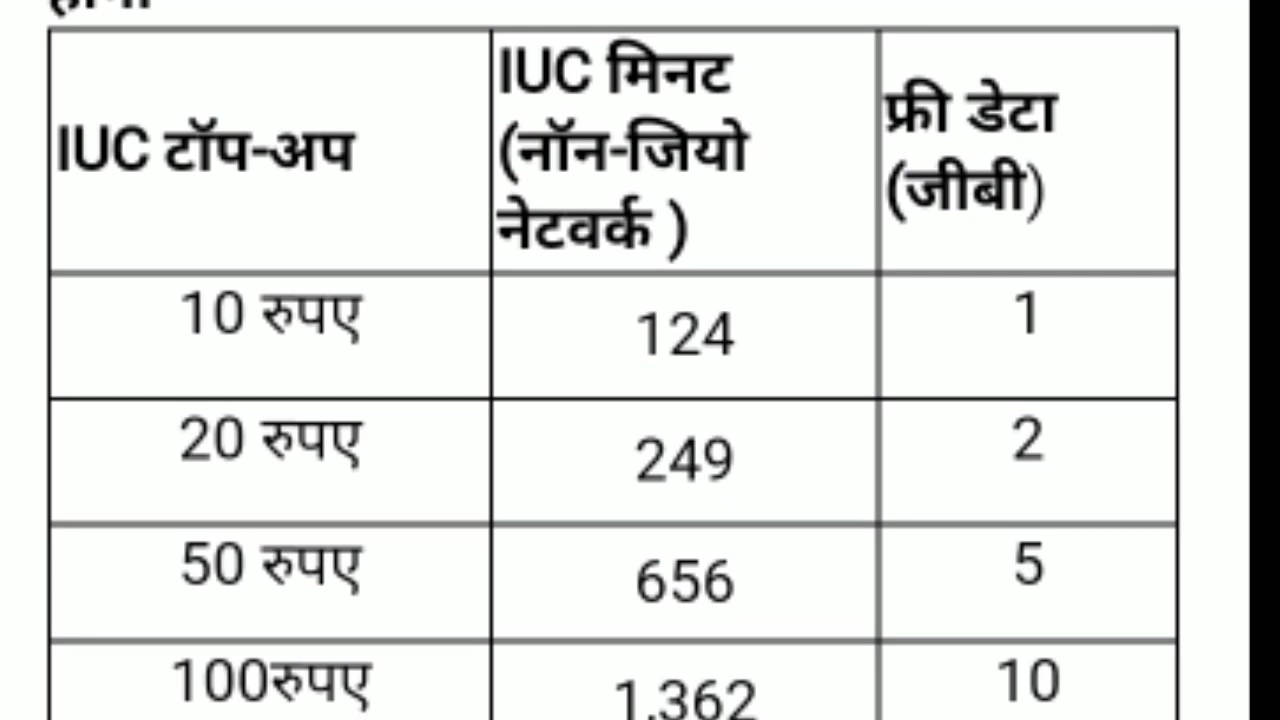 IUC टॉप-अप
IUC मिनट
(नॉन-जियो
नेटवर्क )
फ्री डेटा
(जीबी)
10 रुपए
124
1
20 रुपए
249
2
50 रुपए
656
5
100रुपए
1,362
10